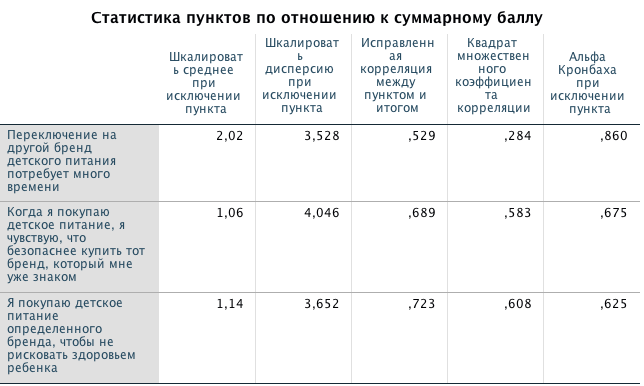 Статистика пунктов по отношению к суммарному баллу
Шкалироват
ь среднее
при
исключении
пункта
Шкалироват
ь
дисперсию
при
исключении
пункта
Исправленн
ая
корреляция
между
пунктом и
итогом
Квадрат
множествен
ного
коэффициен
та
корреляции
Альфа
Кронбаха
при
исключении
пункта
Переключение на
другой бренд
детского питания
потребует много
времени
2,02 3,528 ,529 ,284 ,860
Когда я покупаю
детское питание, я
чувствую, что
безопаснее купить тот
бренд, который мне
уже знаком
1,06 4,046 ,689 ,583 ,675
Я покупаю детское
питание
определенного
бренда, чтобы не
рисковать здоровьем
ребенка
1,14 3,652 ,723 ,608 ,625